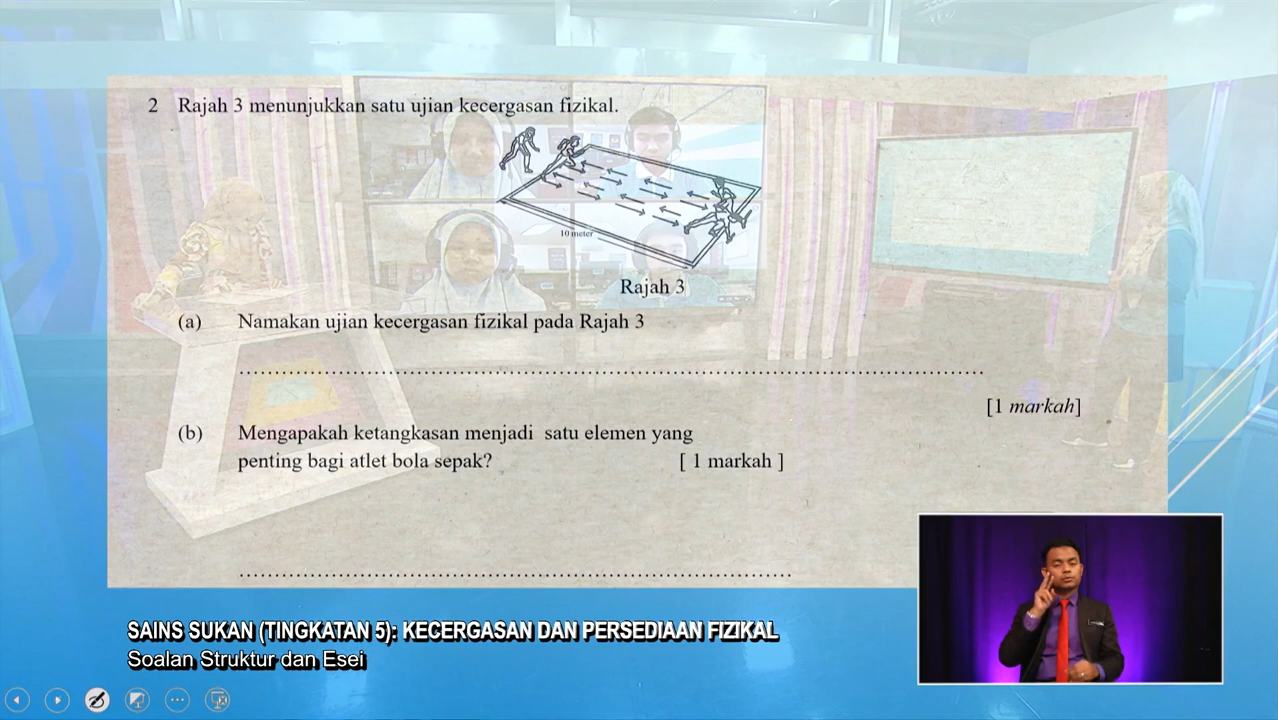 2 Rajah 3 menunjukkan satu ujian kecergasan fizikal.
10 meter
Rajah 3
(a) Namakan ujian kecergasan fizikal pada Rajah 3
........................................................................................................
[1 markah]
(b) Mengapakah ketangkasan menjadi satu elemen yang
penting bagi atlet bola sepak? [ 1 markah ]
.............................................................................
SAINS SUKAN (TINGKATAN 5): KECERGASAN DAN PERSEDIAAN FIZIKAL
Soalan Struktur dan Esei